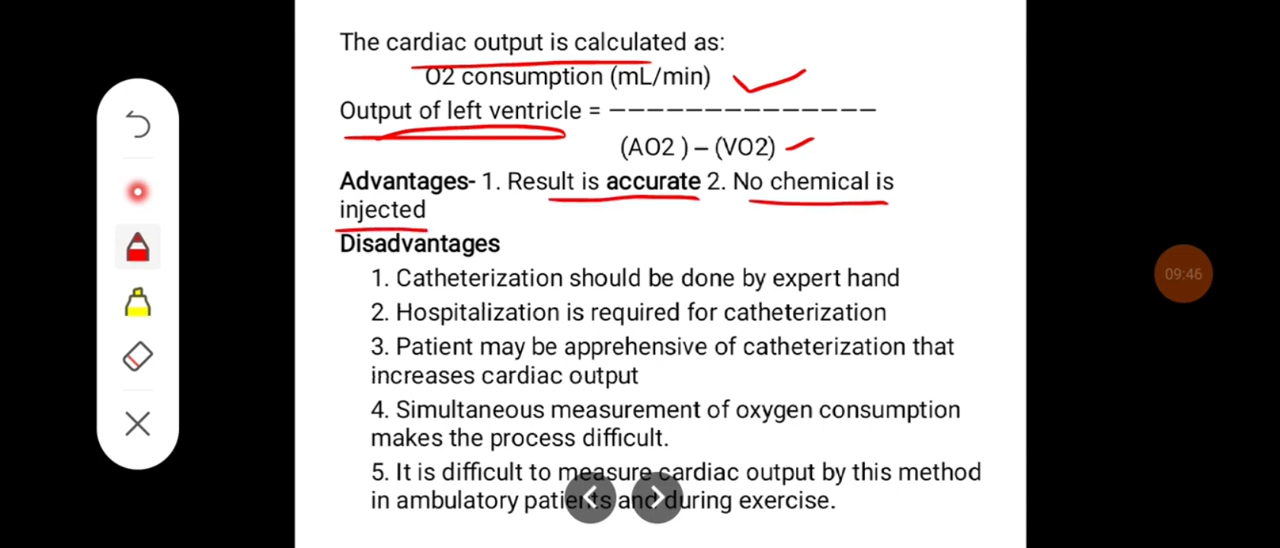 The cardiac output is calculated as:
O2 consumption (mL/min)
Output of left ventricle = ––––––––––––––
(AO2 ) – (VO2)
Advantages- 1. Result is accurate 2. No chemical is
injected
Disadvantages
1. Catheterization should be done by expert hand
2. Hospitalization is required for catheterization
3. Patient may be apprehensive of catheterization that
increases cardiac output
4. Simultaneous measurement of oxygen consumption
makes the process difficult.
5. It is difficult to measure cardiac output by this method
in ambulatory patients and during exercise.
09:46